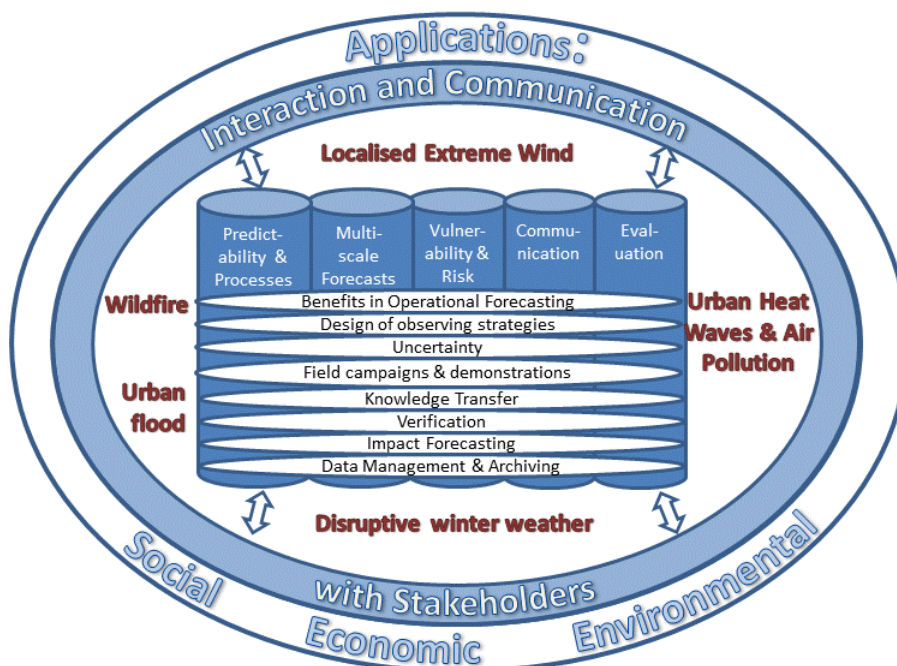 Applications:
Interaction and Communication
Localised Extreme Wind
Predict-
ability &
Processes
Multi-
scale
Forecasts
Vulner-
ability &
Risk
Commu-
nication
Eval-
uation
Wildfire
Urban
flood
Benefits in Operational Forecasting
Design of observing strategies
Uncertainty
Field campaigns & demonstrations
Knowledge Transfer
Verification
Impact Forecasting
Data Management & Archiving
Urban Heat
Waves & Air
Pollution
Disruptive winter weather
with Stakeholders
Social
Economic
Environmental